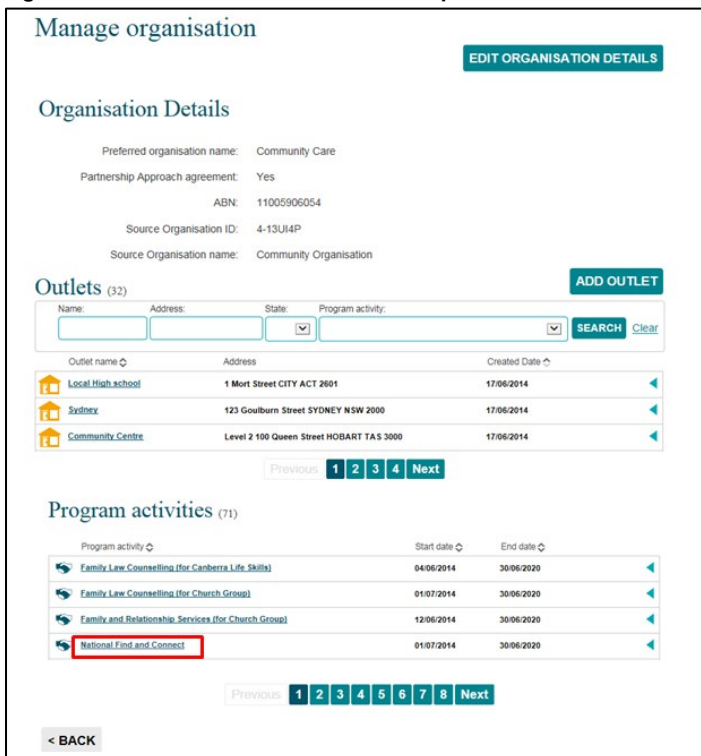 Manage organisation
EDIT ORGANISATION DETAILS
Organisation Details
Preferred organisation name: Community Care
Partnership Approach agreement: Yes
ABN: 11005906054
Source Organisation ID: 4-13UI4P
Source Organisation name: Community Organisation
Outlets (32)
ADD OUTLET
Name: Address: State: Program activity:
SEARCH Clear
Outlet name Address Created Date
Local High school 1 Mort Street CITY ACT 2601 17/06/2014
Sydney 123 Goulburn Street SYDNEY NSW 2000 17/06/2014
Community Centre Level 2 100 Queen Street HOBART TAS 3000 17/06/2014
Previous 1 2 3 4 Next
Program activities (71)
Program activity Start date End date
Family Law Counselling (for Canberra Life Skills) 04/06/2014 30/06/2020
Family Law Counselling (for Church Group) 01/07/2014 30/06/2020
Family and Relationship Services (for Church Group) 12/06/2014 30/06/2020
National Find and Connect 01/07/2014 30/06/2020
Previous 1 2 3 4 5 6 7 8 Next
< BACK